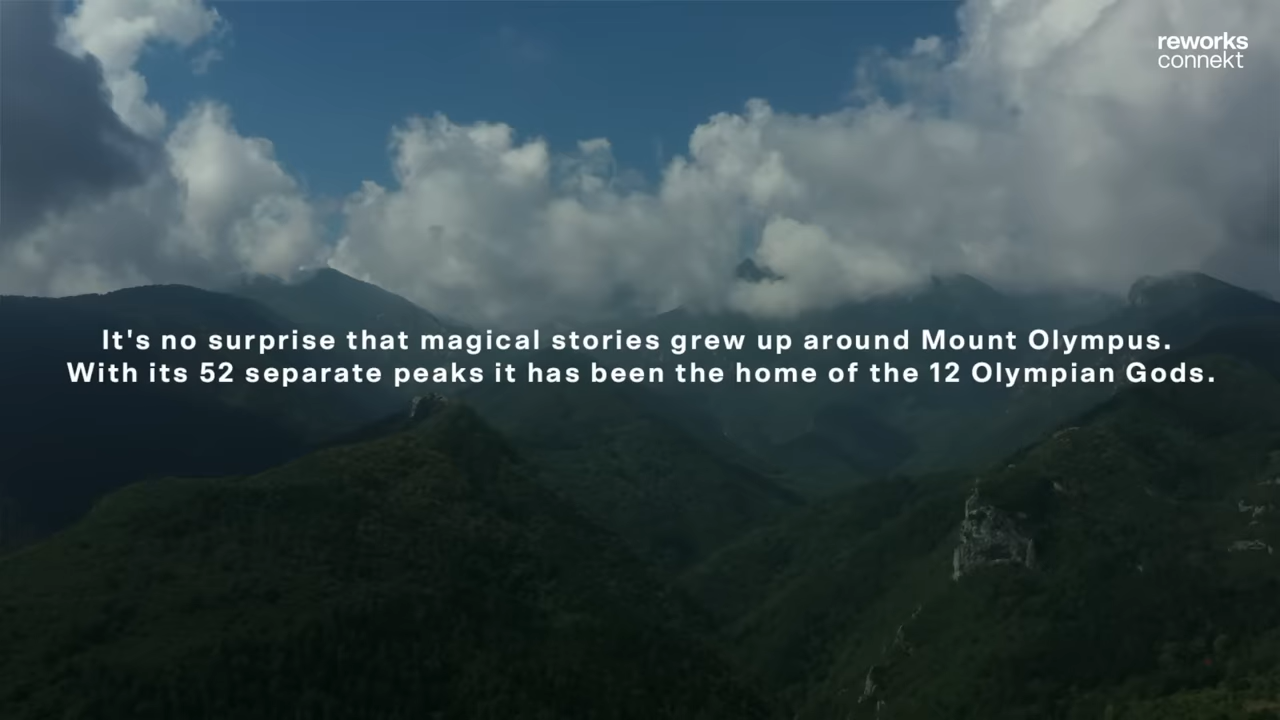 reworks
connekt
It's no surprise that magical stories grew up around Mount Olympus.
With its 52 separate peaks it has been the home of the 12 Olympian Gods.